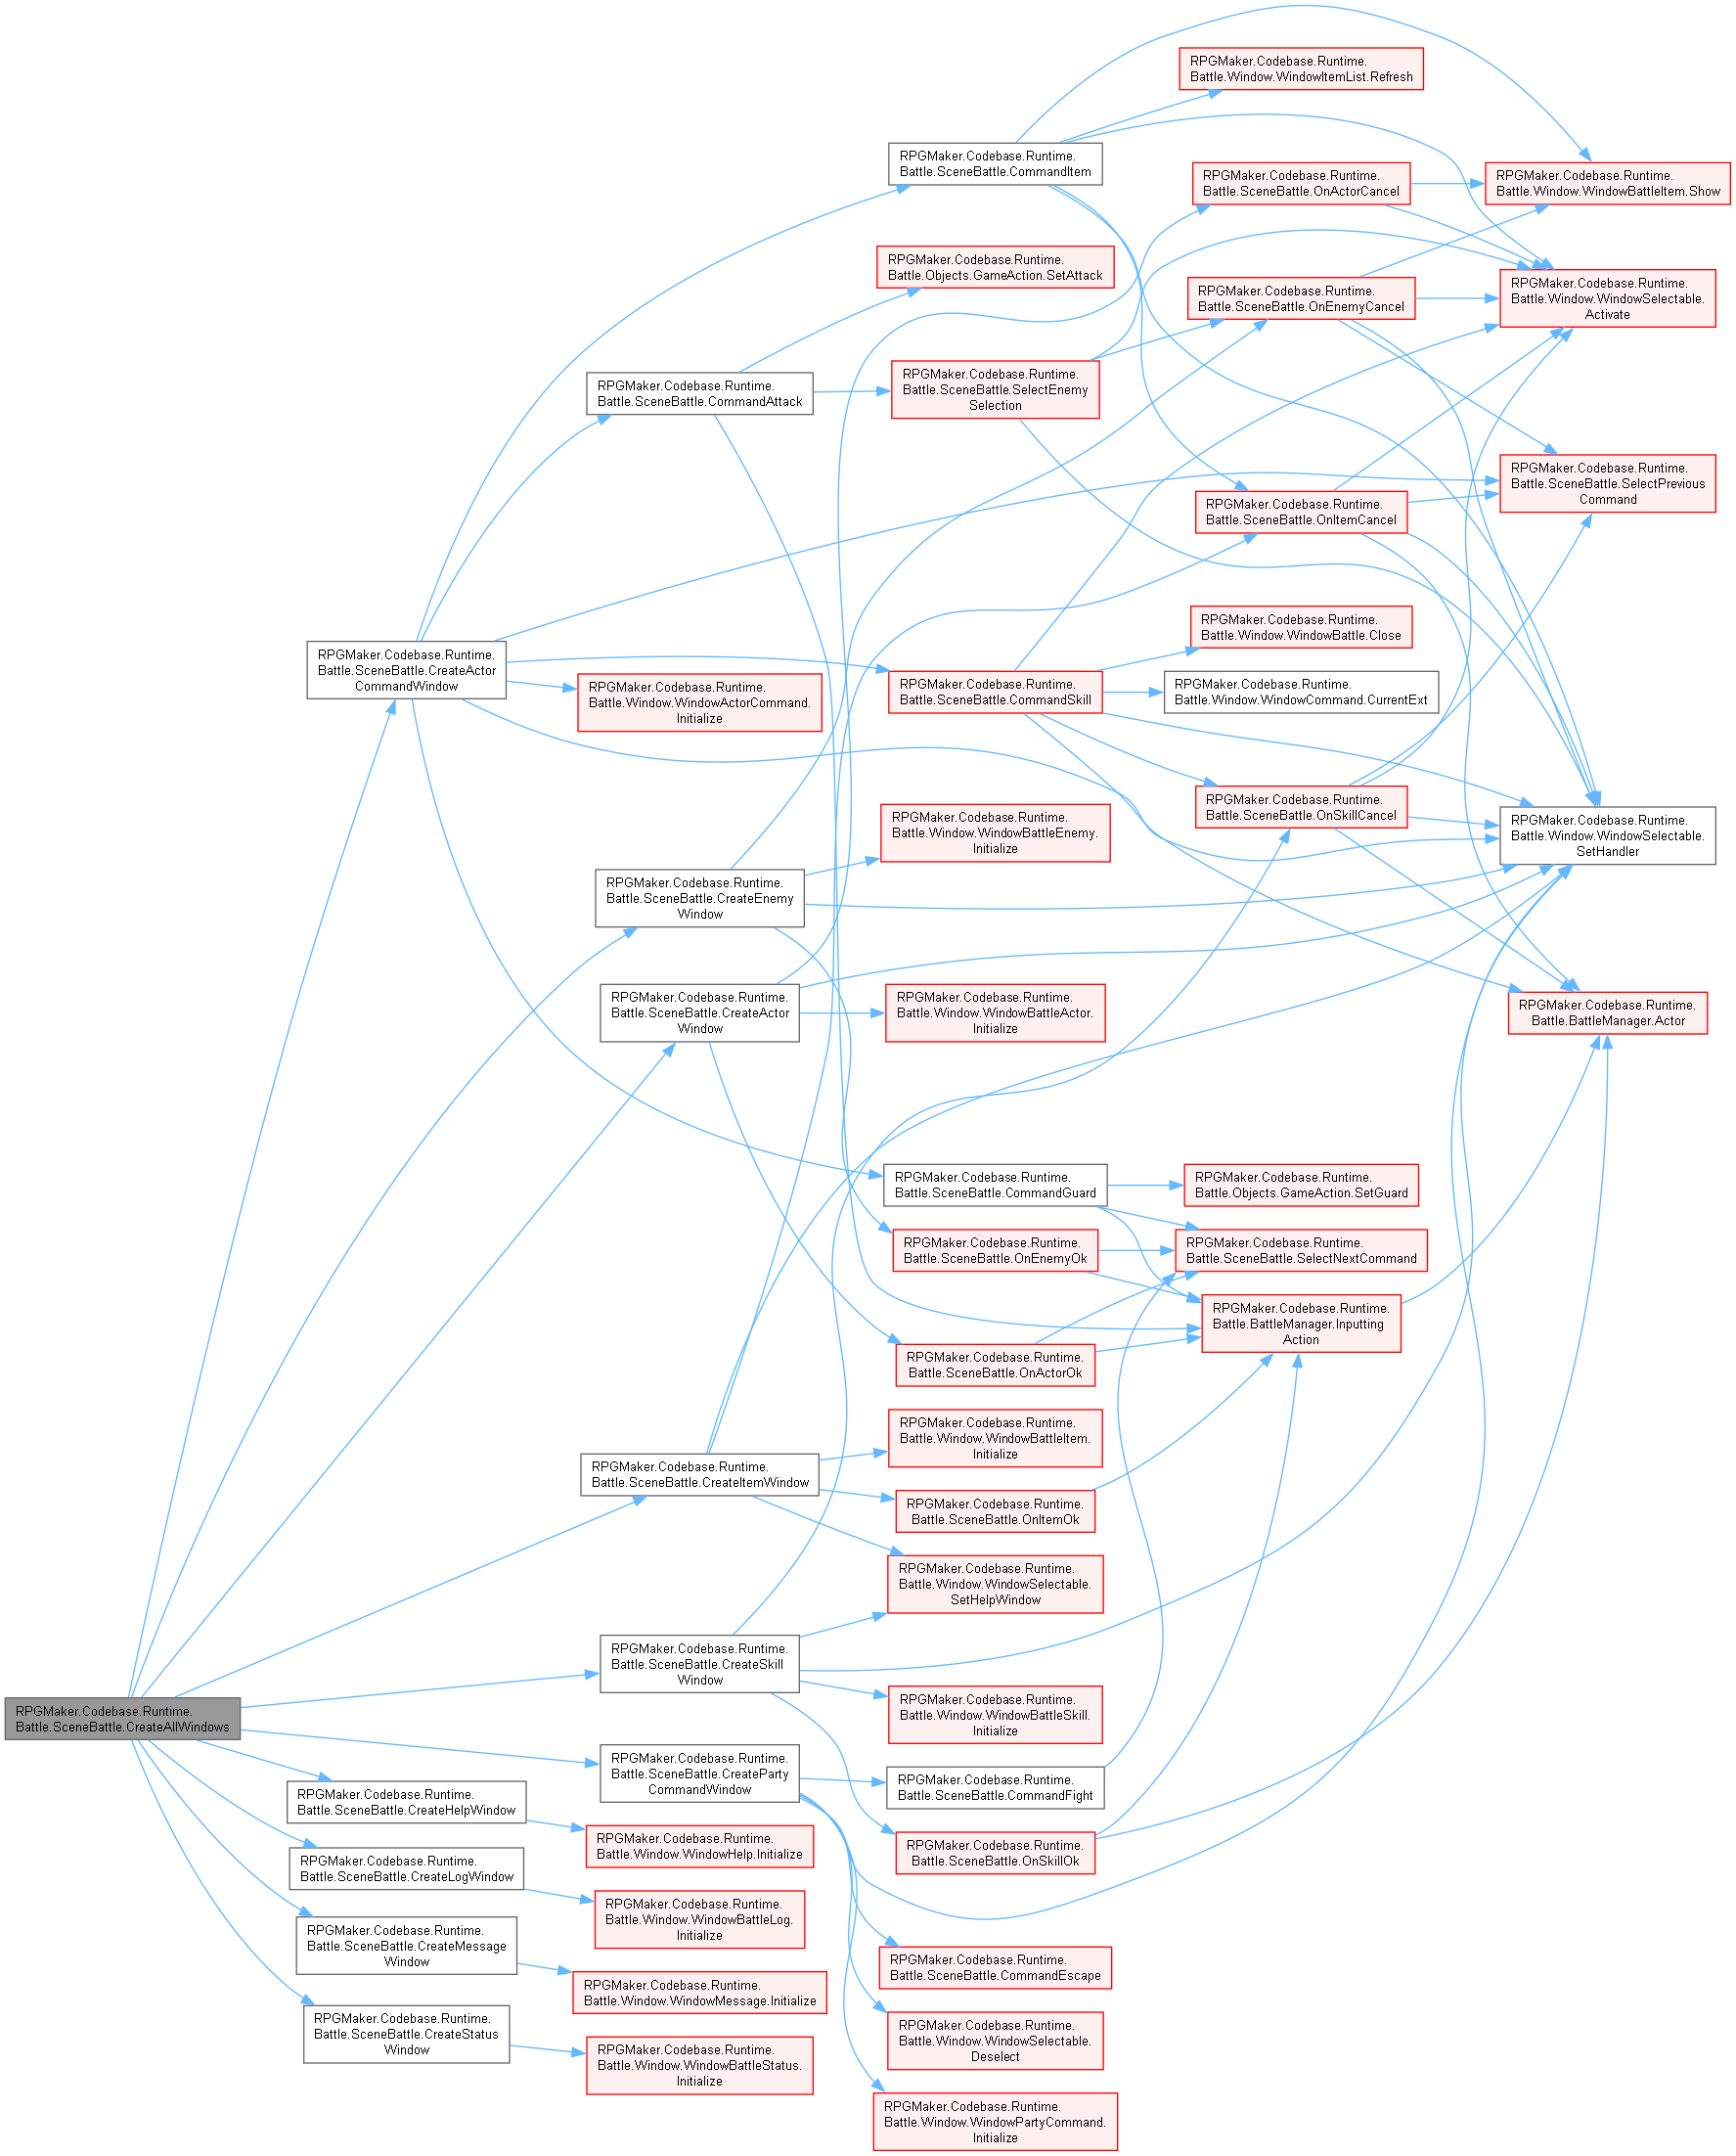 RPGMaker.Codebase.Runtime.
Battle.Window.WindowItemList.Refresh
RPGMaker.Codebase.Runtime.
Battle.SceneBattle.CommandItem
RPGMaker.Codebase.Runtime.
Battle.SceneBattle.OnActorCancel
RPGMaker.Codebase.Runtime.
Battle.Window.WindowBattleItem.Show
RPGMaker.Codebase.Runtime.
Battle.Objects.GameAction.SetAttack
RPGMaker.Codebase.Runtime.
Battle.SceneBattle.OnEnemyCancel
RPGMaker.Codebase.Runtime.
Battle.Window.WindowSelectable.
Activate
RPGMaker.Codebase.Runtime.
Battle.SceneBattle.CommandAttack
RPGMaker.Codebase.Runtime.
Battle.SceneBattle.SelectEnemy
Selection
RPGMaker.Codebase.Runtime.
Battle.SceneBattle.SelectPrevious
Command
RPGMaker.Codebase.Runtime.
Battle.SceneBattle.OnItemCancel
RPGMaker.Codebase.Runtime.
Battle.Window.WindowBattle.Close
RPGMaker.Codebase.Runtime.
Battle.SceneBattle.CreateActor
CommandWindow
RPGMaker.Codebase.Runtime.
Battle.Window.WindowActorCommand.
Initialize
RPGMaker.Codebase.Runtime.
Battle.SceneBattle.CommandSkill
RPGMaker.Codebase.Runtime.
Battle.Window.WindowCommand.CurrentExt
RPGMaker.Codebase.Runtime.
Battle.SceneBattle.OnSkillCancel
RPGMaker.Codebase.Runtime.
Battle.Window.WindowBattleEnemy.
Initialize
RPGMaker.Codebase.Runtime.
Battle.Window.WindowSelectable.
SetHandler
RPGMaker.Codebase.Runtime.
Battle.SceneBattle.CreateEnemy
Window
RPGMaker.Codebase.Runtime.
Battle.SceneBattle.CreateActor
Window
RPGMaker.Codebase.Runtime.
Battle.Window.WindowBattleActor.
Initialize
RPGMaker.Codebase.Runtime.
Battle.BattleManager.Actor
RPGMaker.Codebase.Runtime.
Battle.SceneBattle.CommandGuard
RPGMaker.Codebase.Runtime.
Battle.Objects.GameAction.SetGuard
RPGMaker.Codebase.Runtime.
Battle.SceneBattle.OnEnemyOk
RPGMaker.Codebase.Runtime.
Battle.SceneBattle.SelectNextCommand
RPGMaker.Codebase.Runtime.
Battle.BattleManager.Inputting
Action
RPGMaker.Codebase.Runtime.
Battle.SceneBattle.OnActorOk
RPGMaker.Codebase.Runtime.
Battle.Window.WindowBattleItem.
Initialize
RPGMaker.Codebase.Runtime.
Battle.SceneBattle.CreateItemWindow
RPGMaker.Codebase.Runtime.
Battle.SceneBattle.OnItemOk
RPGMaker.Codebase.Runtime.
Battle.Window.WindowSelectable.
SetHelpWindow
RPGMaker.Codebase.Runtime.
Battle.SceneBattle.CreateSkill
Window
RPGMaker.Codebase.Runtime.
Battle.Window.WindowBattleSkill.
Initialize
RPGMaker.Codebase.Runtime.
Battle.SceneBattle.CreateAllWindows
RPGMaker.Codebase.Runtime.
Battle.SceneBattle.CreateParty
CommandWindow
RPGMaker.Codebase.Runtime.
Battle.SceneBattle.CommandFight
RPGMaker.Codebase.Runtime.
Battle.SceneBattle.CreateHelpWindow
RPGMaker.Codebase.Runtime.
Battle.Window.WindowHelp.Initialize
RPGMaker.Codebase.Runtime.
Battle.SceneBattle.OnSkillOk
RPGMaker.Codebase.Runtime.
Battle.SceneBattle.CreateLogWindow
RPGMaker.Codebase.Runtime.
Battle.Window.WindowBattleLog.
Initialize
RPGMaker.Codebase.Runtime.
Battle.SceneBattle.CreateMessage
Window
RPGMaker.Codebase.Runtime.
Battle.SceneBattle.CommandEscape
RPGMaker.Codebase.Runtime.
Battle.Window.WindowMessage.Initialize
RPGMaker.Codebase.Runtime.
Battle.SceneBattle.CreateStatus
Window
RPGMaker.Codebase.Runtime.
Battle.Window.WindowSelectable.
Deselect
RPGMaker.Codebase.Runtime.
Battle.Window.WindowBattleStatus.
Initialize
RPGMaker.Codebase.Runtime.
Battle.Window.WindowPartyCommand.
Initialize